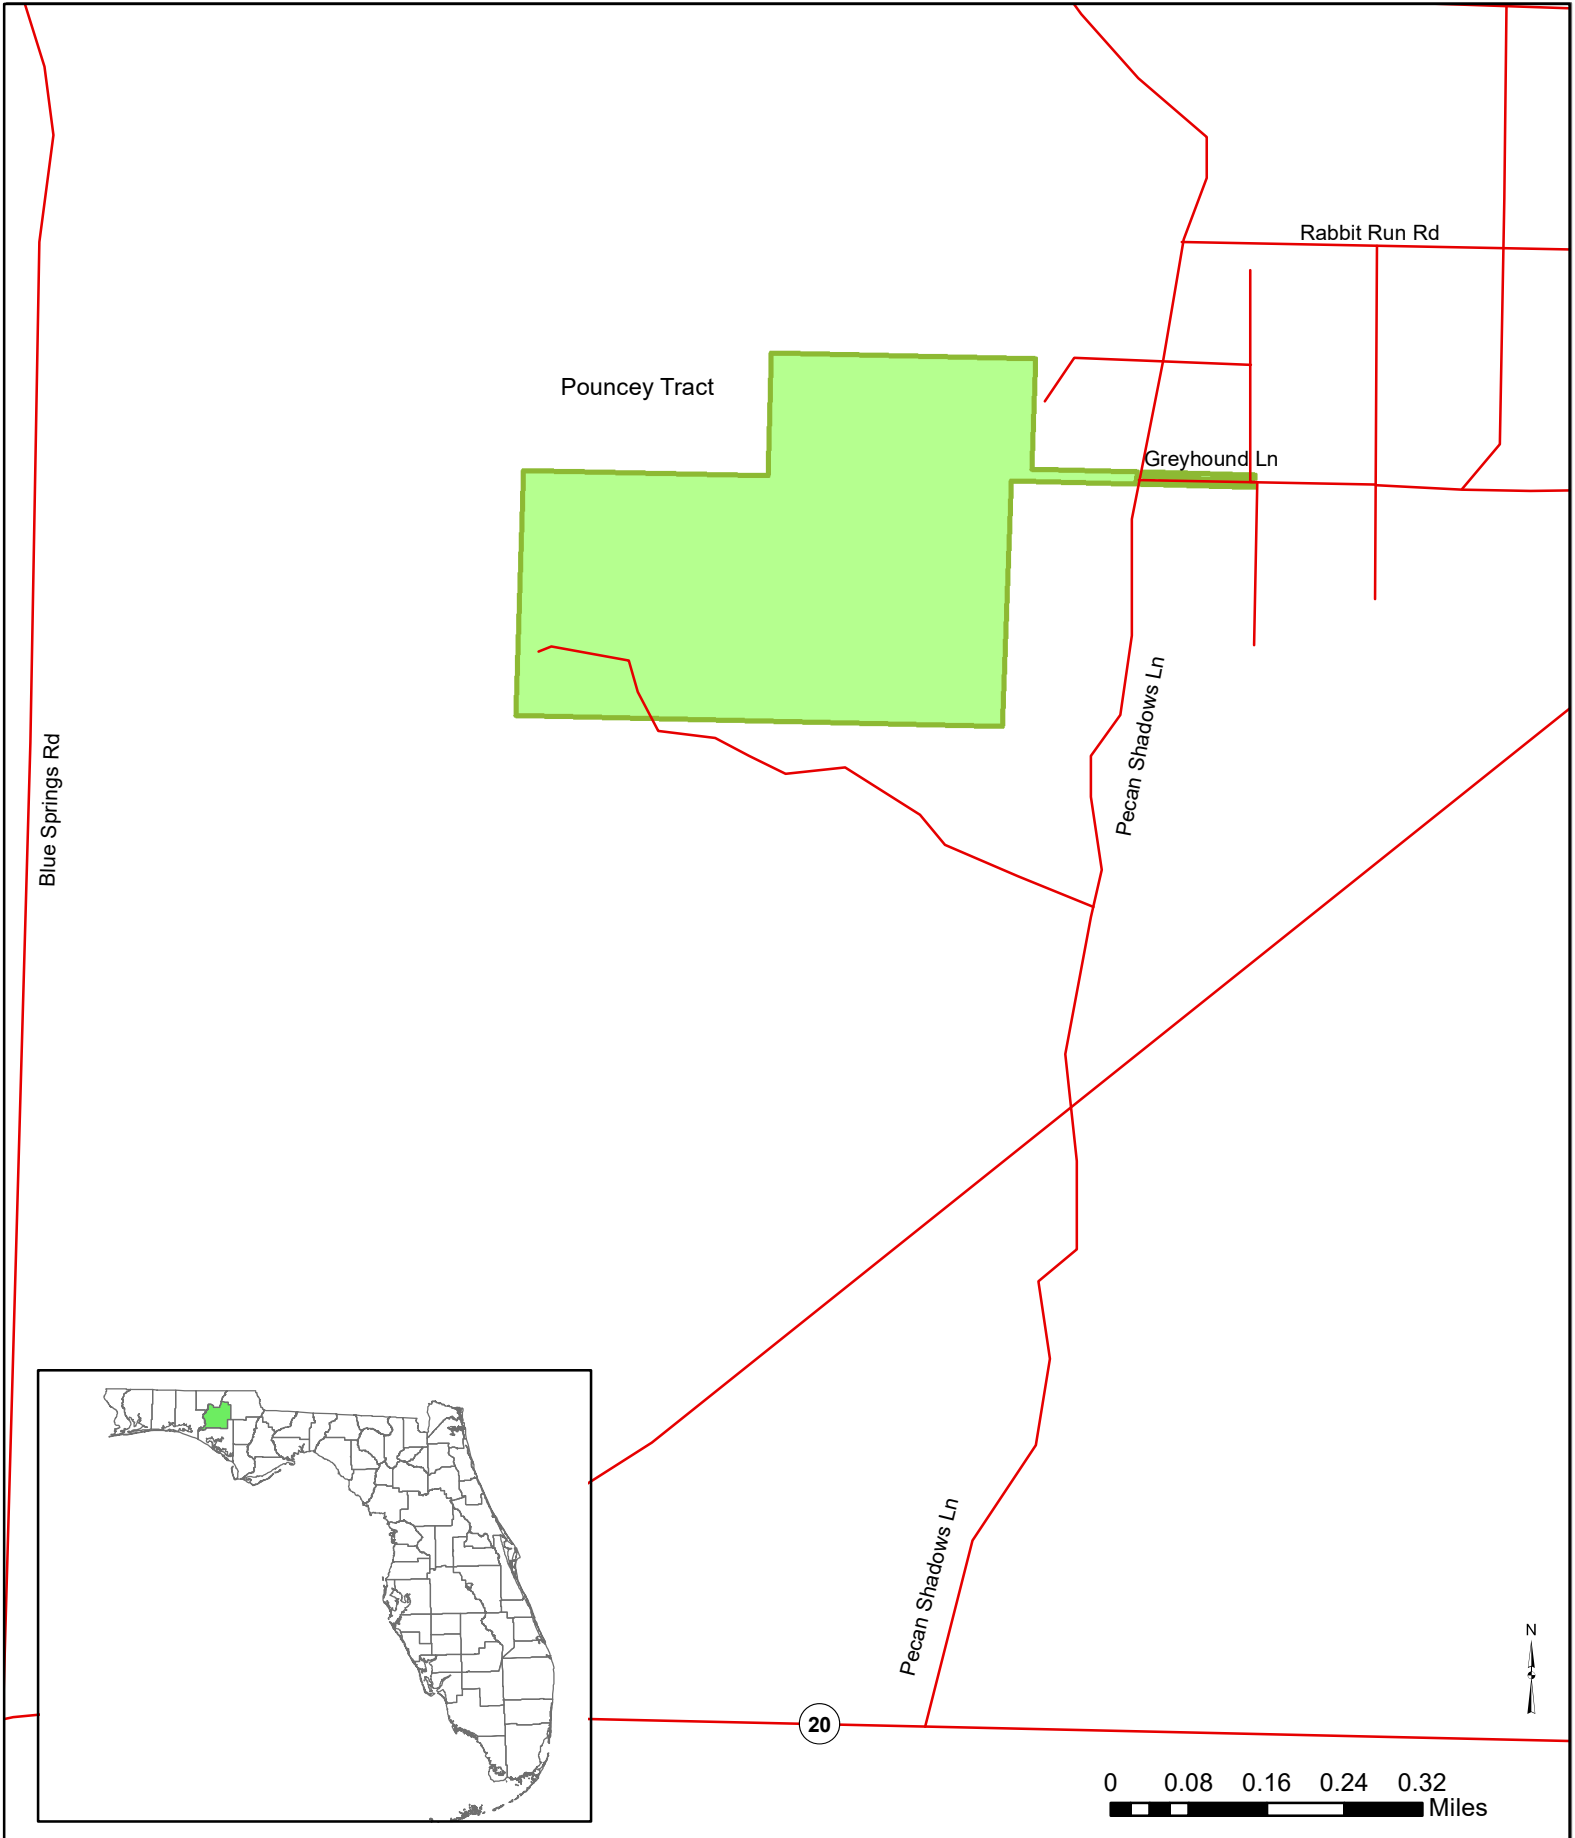 Rabbit Run Rd
Pouncey Tract
Greyhound Ln
Pecan Shadows Ln
Blue Springs Rd
Pecan Shadows Ln
N
20
0 0.08 0.16 0.24 0.32
Miles